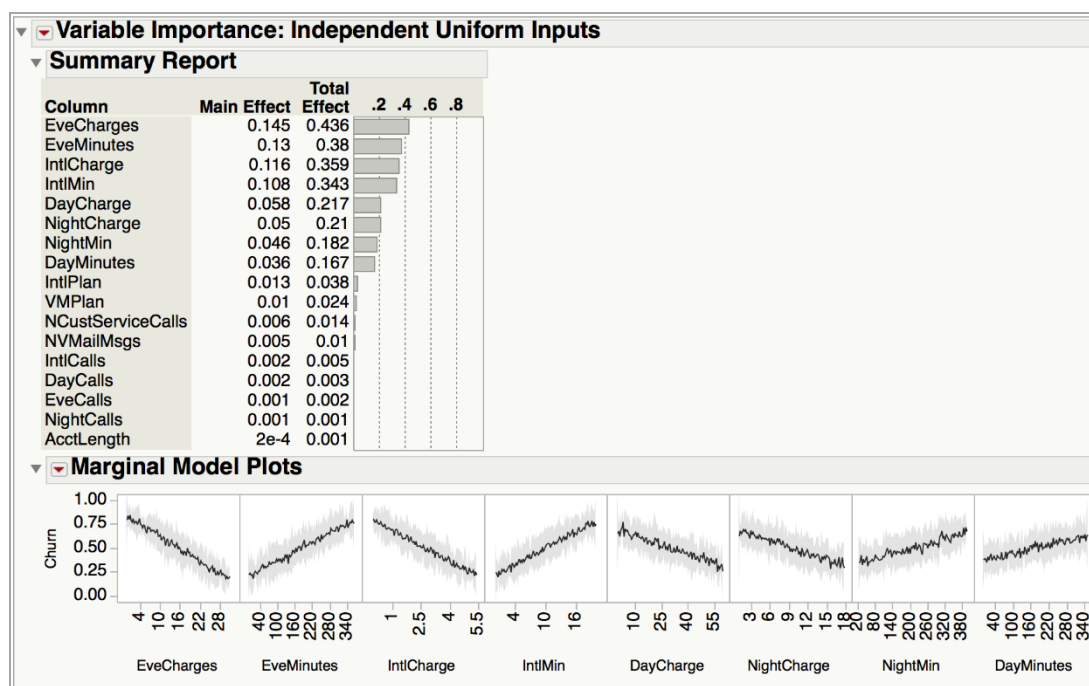 Variable Importance: Independent Uniform Inputs
Summary Report
Total
Column Main Effect Effect .2 .4 .6 .8
EveCharges 0.145 0.436
EveMinutes 0.13 0.38
IntlCharge 0.116 0.359
IntlMin 0.108 0.343
DayCharge 0.058 0.217
NightCharge 0.05 0.21
NightMin 0.046 0.182
DayMinutes 0.036 0.167
IntlPlan 0.013 0.038
VMPlan 0.01 0.024
NCustServiceCalls 0.006 0.014
NVMailMsgs 0.005 0.01
IntlCalls 0.002 0.005
DayCalls 0.002 0.003
EveCalls 0.001 0.002
NightCalls 0.001 0.001
AcctLength 2e-4 0.001
Marginal Model Plots
Churn
1.00
0.75
0.50
0.25
0.00
4 10 16 22 28 40 100 160 220 280 340 1 2.5 4 5.5 4 10 16 10 25 40 55 3 6 9 12 15 18 20 80 140 200 260 320 380 40 100 160 220 280 340
EveCharges EveMinutes IntlCharge IntlMin DayCharge NightCharge NightMin DayMinutes